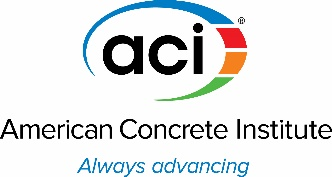 aci®
American Concrete Institute
Always advancing